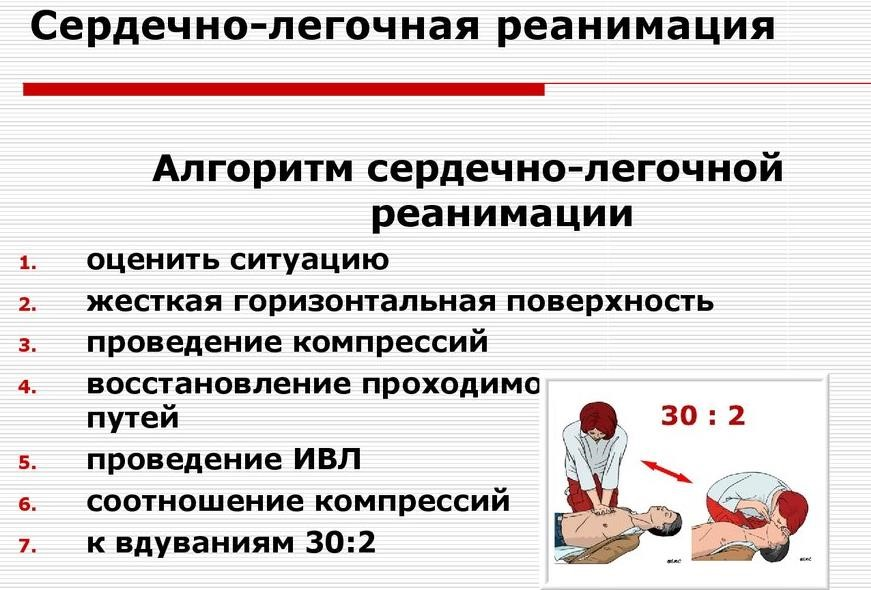 Сердечно-легочная реанимация
Алгоритм сердечно-легочной
реанимации
1. оценить ситуацию
2. жесткая горизонтальная поверхность
3. проведение компрессий
4. восстановление проходимо
путей
5. проведение ИВЛ
6. соотношение компрессий
7. к вдуваниям 30:2
30 : 2